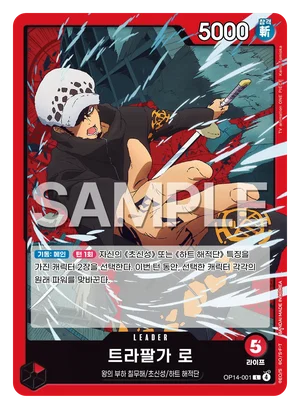 5000
참격
斬
SAMPLE
기동: 메인 턴 1회 자신의 《초신성》 또는 《하트 해적단》 특징을
가진 캐릭터 2장을 선택한다. 이번 턴 동안, 선택한 캐릭터 각각의
원래 파워를 맞바꾼다.
LEADER
트라팔가 로
5
라이프
왕의 부하 칠무해/초신성/하트 해적단
OP14-001 L